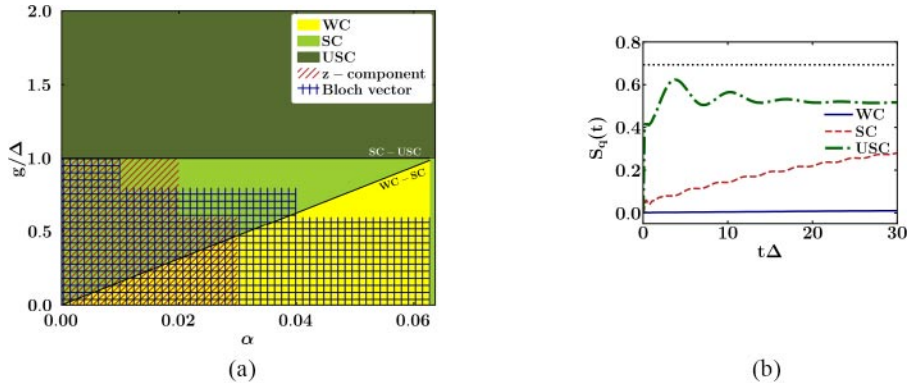 2.0
1.5
1.0
0.5
0.0
g/Δ
WC
SC
USC
z − component
Bloch vector
SC − USC
WC − SC
0.00
0.02
0.04
0.06
α
(a)
0.8
0.6
0.4
0.2
0.0
S_q(t)
WC
SC
USC
0
10
20
30
tΔ
(b)